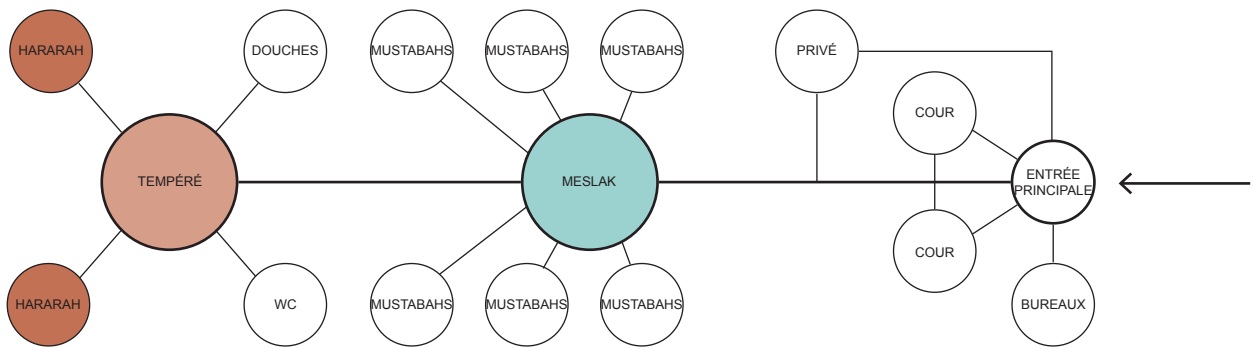 HARARAH
DOUCHES
MUSTABAHS
MUSTABAHS
MUSTABAHS
PRIVÉ
COUR
TEMPÉRÉ
MESLAK
ENTRÉE
PRINCIPALE
COUR
HARARAH
WC
MUSTABAHS
MUSTABAHS
MUSTABAHS
BUREAUX